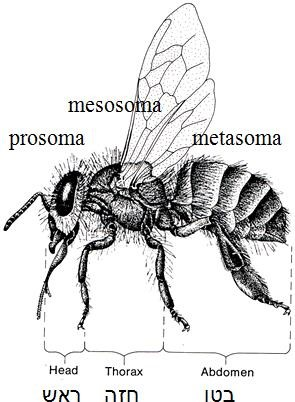 mesosoma
prosoma metasoma
Head Thorax Abdomen
ראש חזה בטן